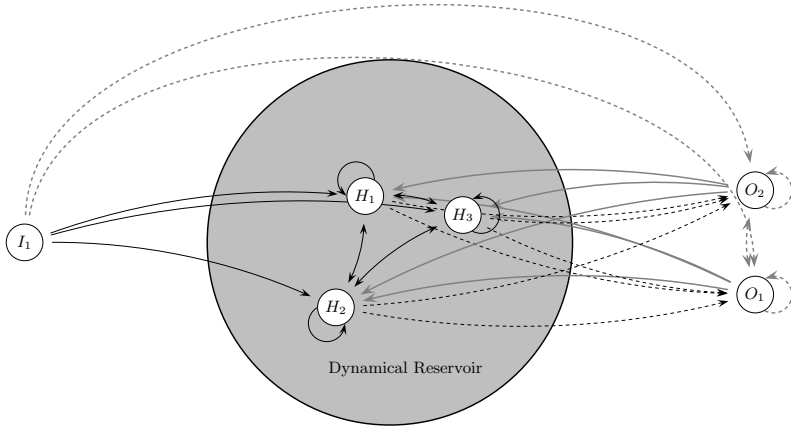 H₁
O₂
H₃
I₁
O₁
H₂
Dynamical Reservoir